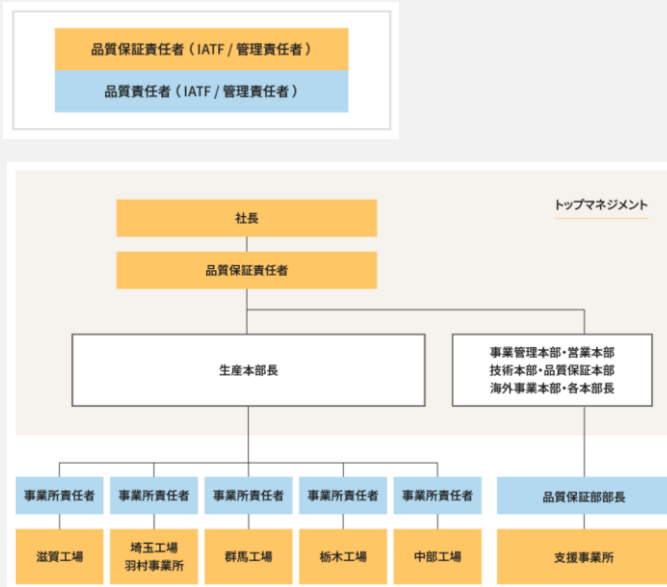 品質保証責任者（IATF / 管理責任者）
品質責任者（IATF / 管理責任者）
トップマネジメント
社長
品質保証責任者
生産本部長
事業管理本部・営業本部
技術本部・品質保証本部
海外事業本部・各本部長
事業所責任者
事業所責任者
事業所責任者
事業所責任者
事業所責任者
品質保証部部長
滋賀工場
埼玉工場
羽村事業所
群馬工場
栃木工場
中部工場
支援事業所